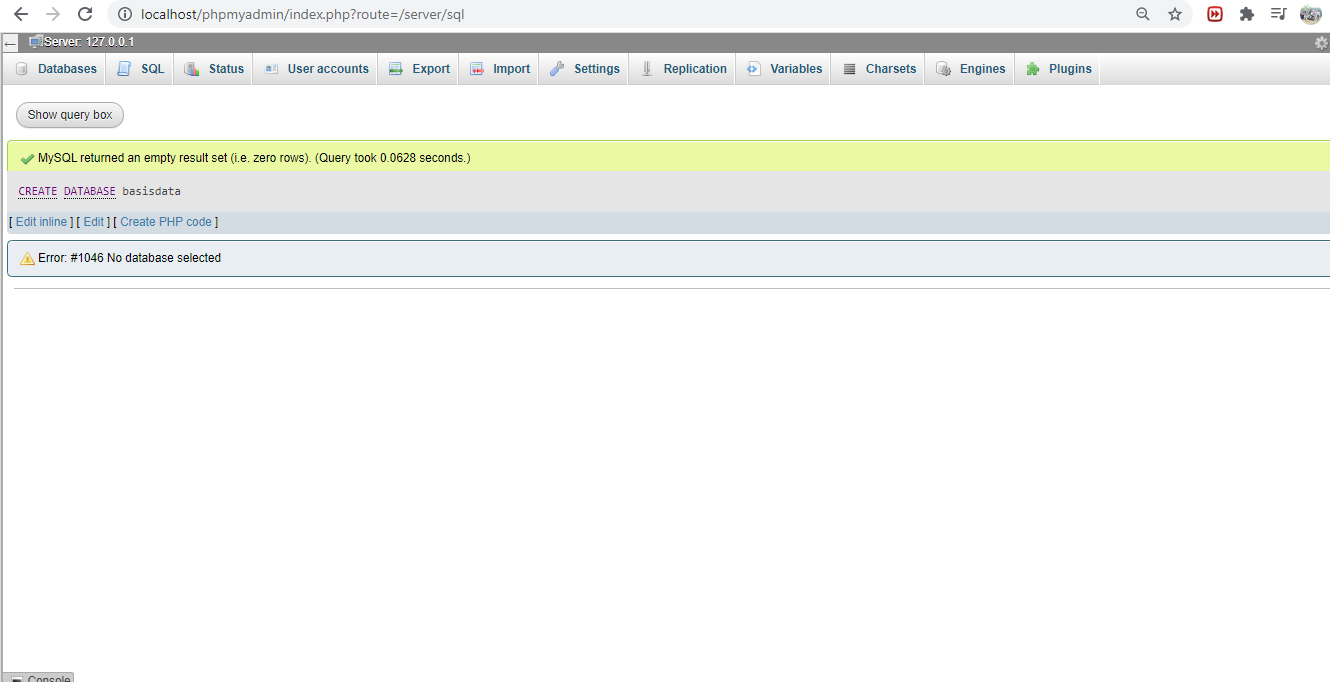 localhost/phpmyadmin/index.php?route=/server/sql
Server: 127.0.0.1
Databases SQL Status User accounts Export Import Settings Replication Variables Charsets Engines Plugins
Show query box
MySQL returned an empty result set (i.e. zero rows). (Query took 0.0628 seconds.)
CREATE DATABASE basisdata
[ Edit inline ] [ Edit ] [ Create PHP code ]
Error: #1046 No database selected
Console